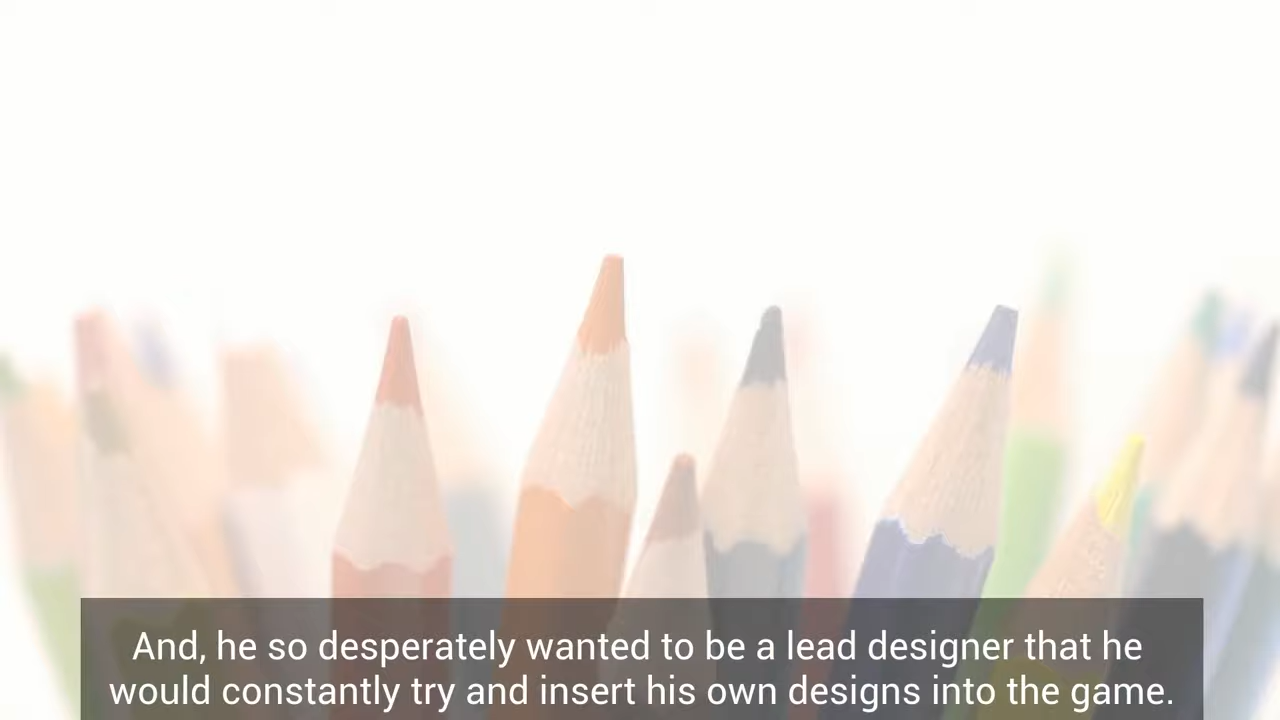 And, he so desperately wanted to be a lead designer that he
would constantly try and insert his own designs into the game.